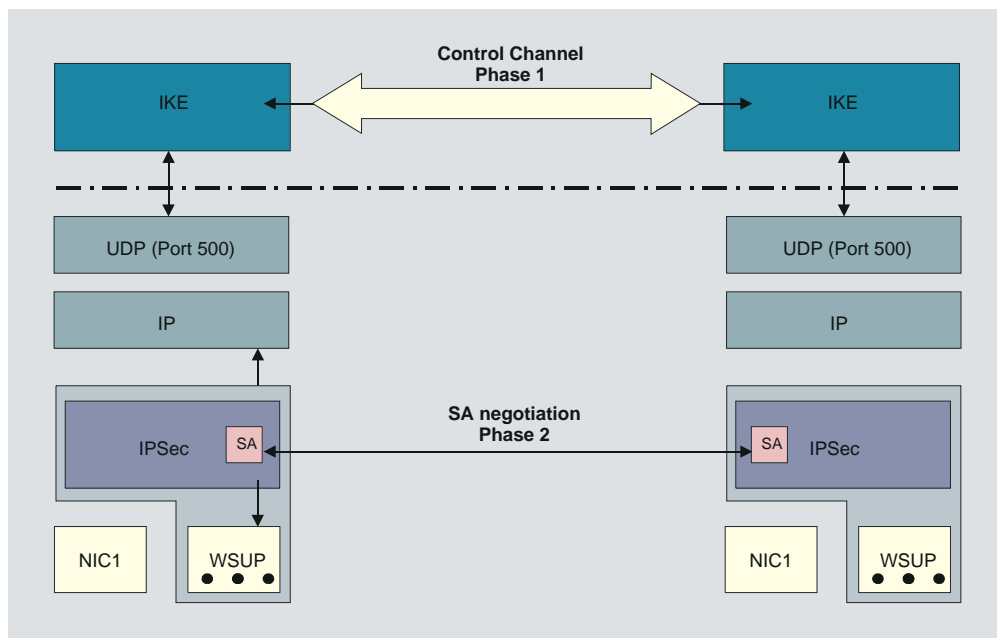 Control Channel
Phase 1
IKE
IKE
UDP (Port 500)
UDP (Port 500)
IP
IP
SA negotiation
Phase 2
IPSec
SA
SA
IPSec
NIC1
WSUP
NIC1
WSUP